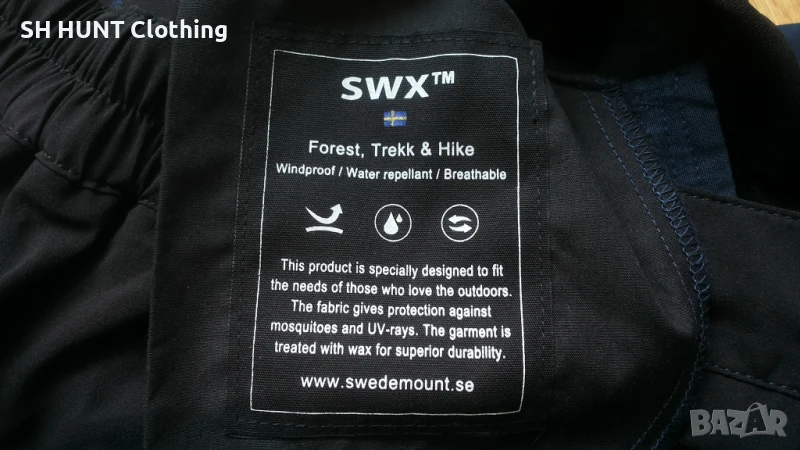 SH HUNT Clothing
SWX™
Forest, Trekk & Hike
Windproof / Water repellant / Breathable
This product is specially designed to fit
the needs of those who love the outdoors.
The fabric gives protection against
mosquitoes and UV-rays. The garment is
treated with wax for superior durability.
www.swedemount.se
BAZAR